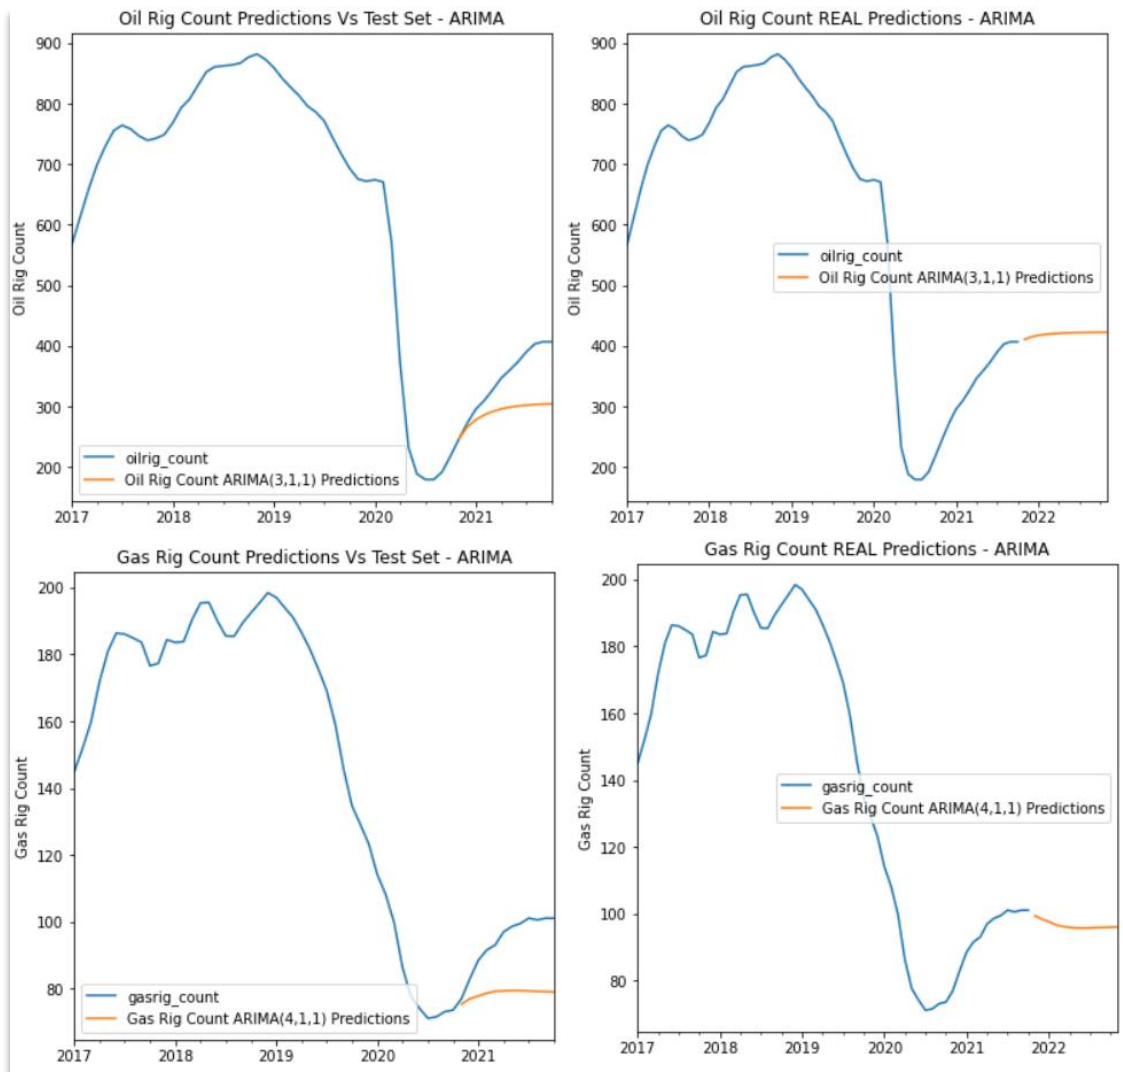 Oil Rig Count Predictions Vs Test Set - ARIMA
900
800
700
600
500
400
300
200
Oil Rig Count
oilrig_count
Oil Rig Count ARIMA(3,1,1) Predictions
2017 2018 2019 2020 2021
Oil Rig Count REAL Predictions - ARIMA
900
800
700
600
500
400
300
200
Oil Rig Count
oilrig_count
Oil Rig Count ARIMA(3,1,1) Predictions
2017 2018 2019 2020 2021 2022
Gas Rig Count Predictions Vs Test Set - ARIMA
200
180
160
140
120
100
80
Gas Rig Count
gasrig_count
Gas Rig Count ARIMA(4,1,1) Predictions
2017 2018 2019 2020 2021
Gas Rig Count REAL Predictions - ARIMA
200
180
160
140
120
100
80
Gas Rig Count
gasrig_count
Gas Rig Count ARIMA(4,1,1) Predictions
2017 2018 2019 2020 2021 2022